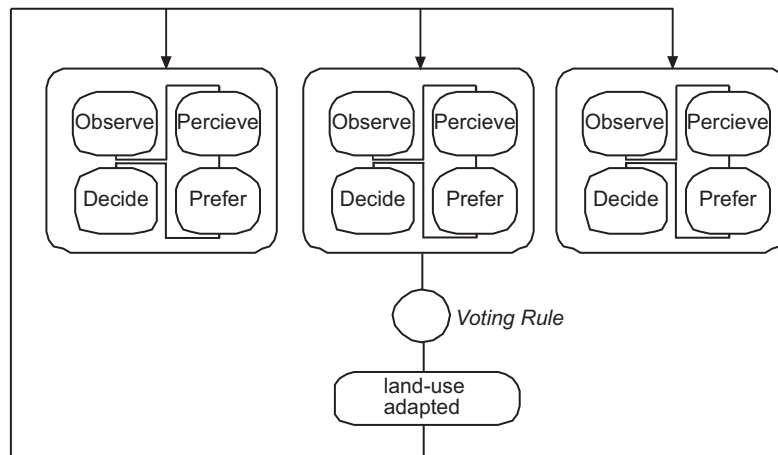 Observe Percieve
Decide Prefer
Observe Percieve
Decide Prefer
Observe Percieve
Decide Prefer
Voting Rule
land-use
adapted